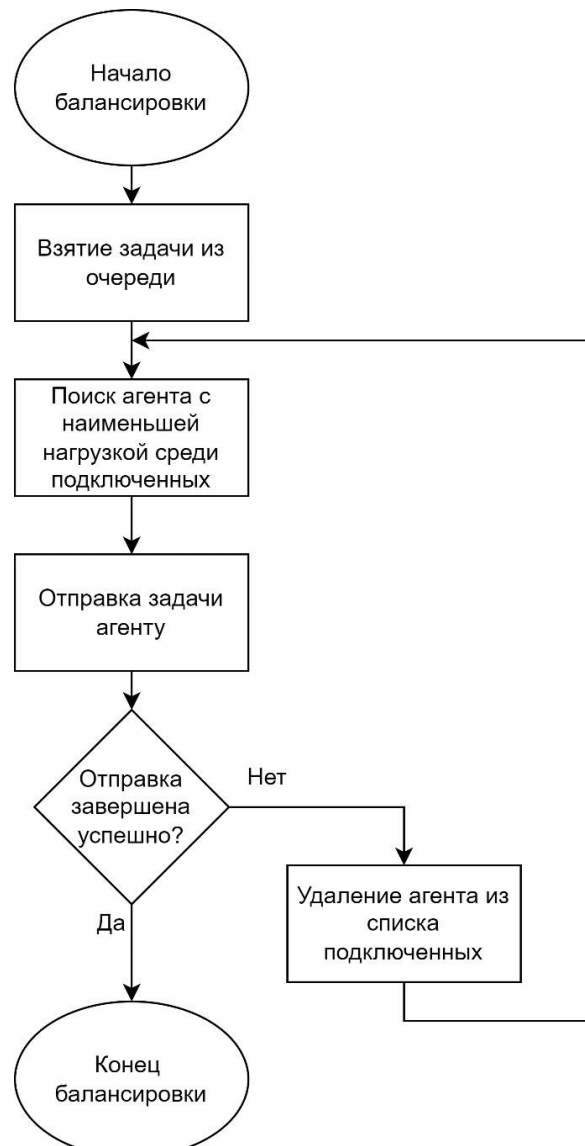 Начало
балансировки
Взятие задачи из
очереди
Поиск агента с
наименьшей
нагрузкой среди
подключенных
Отправка задачи
агенту
Отправка
завершена
успешно?
Нет
Удаление агента из
списка
подключенных
Да
Конец
балансировки